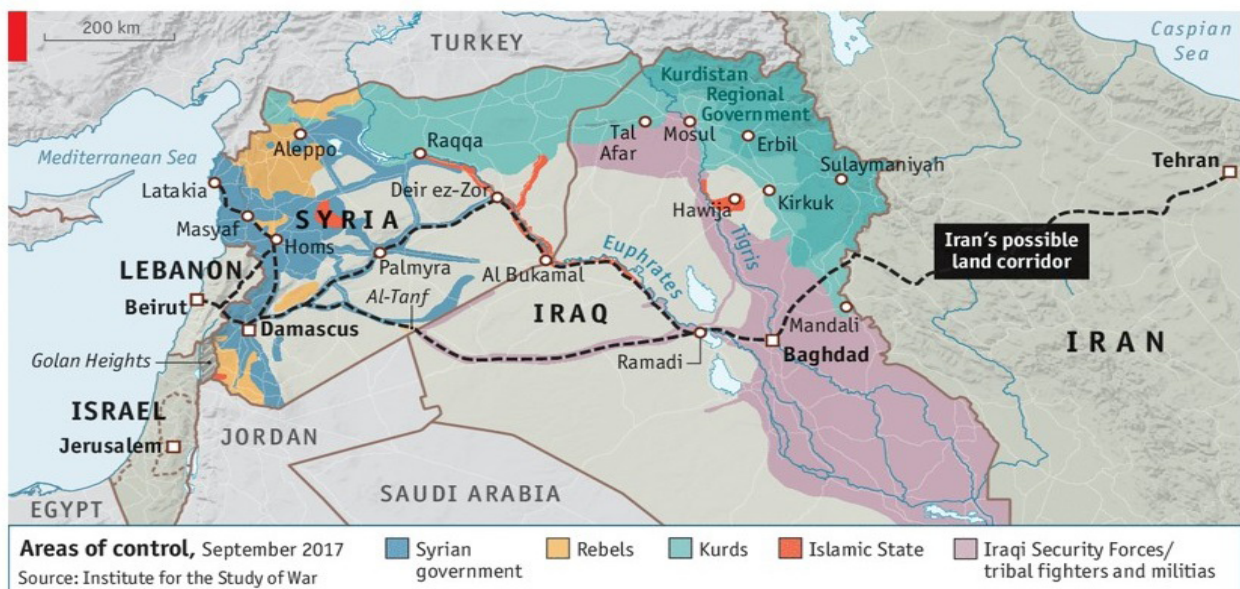 200 km
TURKEY
Caspian
Sea
Kurdistan
Regional
Government
Mediterranean Sea
Aleppo
Raqqa
Tal
Afar
Mosul
Erbil
Sulaymaniyah
Tehran
Latakia
Deir ez-Zor
Hawija
Kirkuk
Masyaf
SYRIA
Homs
Palmyra
Al Bukamal
Euphrates
Tigris
Iran's possible
land corridor
LEBANON
Beirut
Al-Tanf
IRAQ
Mandali
IRAN
Damascus
Ramadi
Baghdad
Golan Heights
ISRAEL
Jerusalem
JORDAN
SAUDI ARABIA
EGYPT
Areas of control, September 2017
Source: Institute for the Study of War
Syrian
government
Rebels
Kurds
Islamic State
Iraqi Security Forces/
tribal fighters and militias